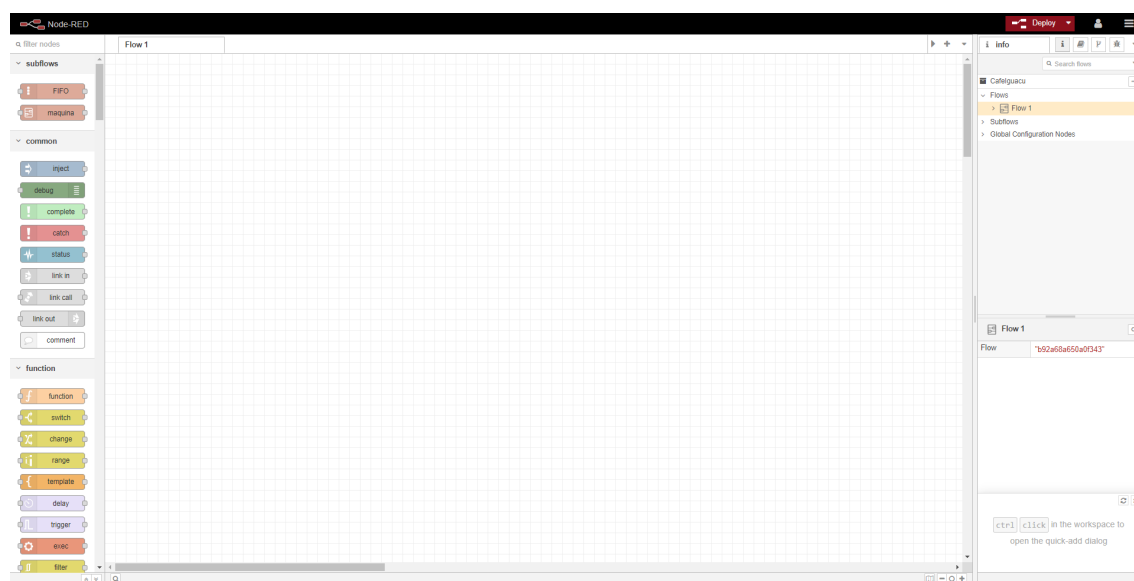 Node-RED
Deploy
filter nodes
Flow 1
info
subflows
Search flows
FIFO
CafeIguacu
maquina
Flows
Flow 1
Subflows
common
Global Configuration Nodes
inject
debug
complete
catch
status
link in
link call
link out
comment
Flow 1
Flow "b92a68a650a0f343"
function
function
switch
change
range
template
delay
trigger
ctrl click in the workspace to
open the quick-add dialog
exec
filter